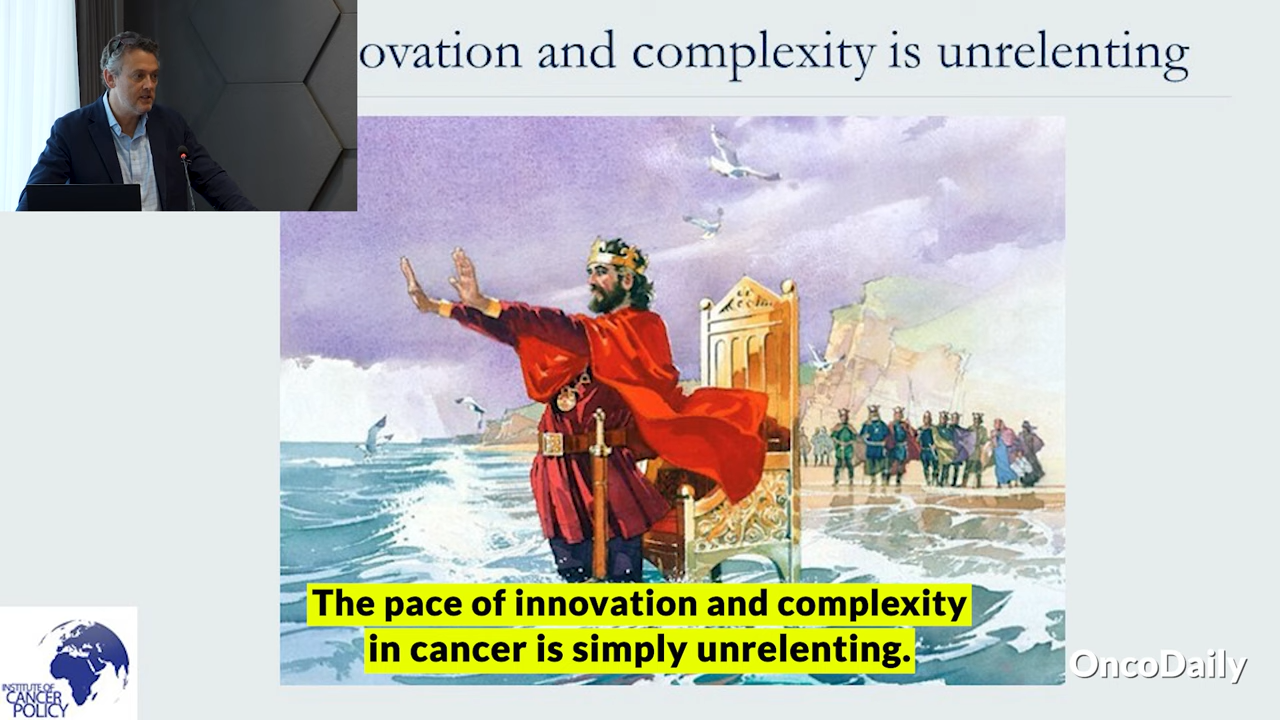 ovation and complexity is unrelenting
The pace of innovation and complexity
in cancer is simply unrelenting.
INSTITUTE OF
CANCER
POLICY
OncoDaily